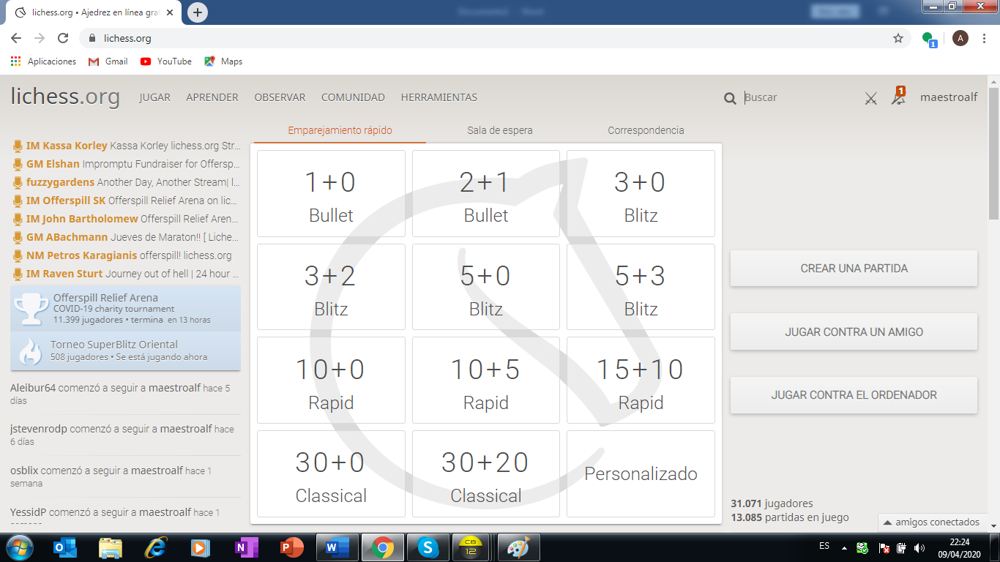 lichess.org • Ajedrez en línea grat
lichess.org
A
Aplicaciones
Gmail
YouTube
Maps
1
lichess.org
JUGAR
APRENDER
OBSERVAR
COMUNIDAD
HERRAMIENTAS
Buscar
1
maestroalf
Emparejamiento rápido
Sala de espera
Correspondencia
IM Kassa Korley Kassa Korley lichess.org Str...
GM Elshan Impromptu Fundraiser for Offersp...
fuzzygardens Another Day, Another Stream| l...
IM Offerspill SK Offerspill Relief Arena on lic...
IM John Bartholomew Offerspill Relief Aren...
GM ABachmann Jueves de Maraton!! [ Liche...
NM Petros Karagianis offerspill! lichess.org
IM Raven Sturt Journey out of hell | 24 hour ...
Offerspill Relief Arena
COVID-19 charity tournament
11.399 jugadores • termina en 13 horas
Torneo SuperBlitz Oriental
508 jugadores • Se está jugando ahora
Aleibur64 comenzó a seguir a maestroalf hace 5
días
jstevenrodp comenzó a seguir a maestroalf hace
6 días
osblix comenzó a seguir a maestroalf hace 1
semana
YessidP comenzó a seguir a maestroalf hace 1
semana
1+0
Bullet
2+1
Bullet
3+0
Blitz
3+2
Blitz
5+0
Blitz
5+3
Blitz
10+0
Rapid
10+5
Rapid
15+10
Rapid
30+0
Classical
30+20
Classical
Personalizado
CREAR UNA PARTIDA
JUGAR CONTRA UN AMIGO
JUGAR CONTRA EL ORDENADOR
31.071 jugadores
13.085 partidas en juego
amigos conectados
CB
12
ES
22:24
09/04/2020